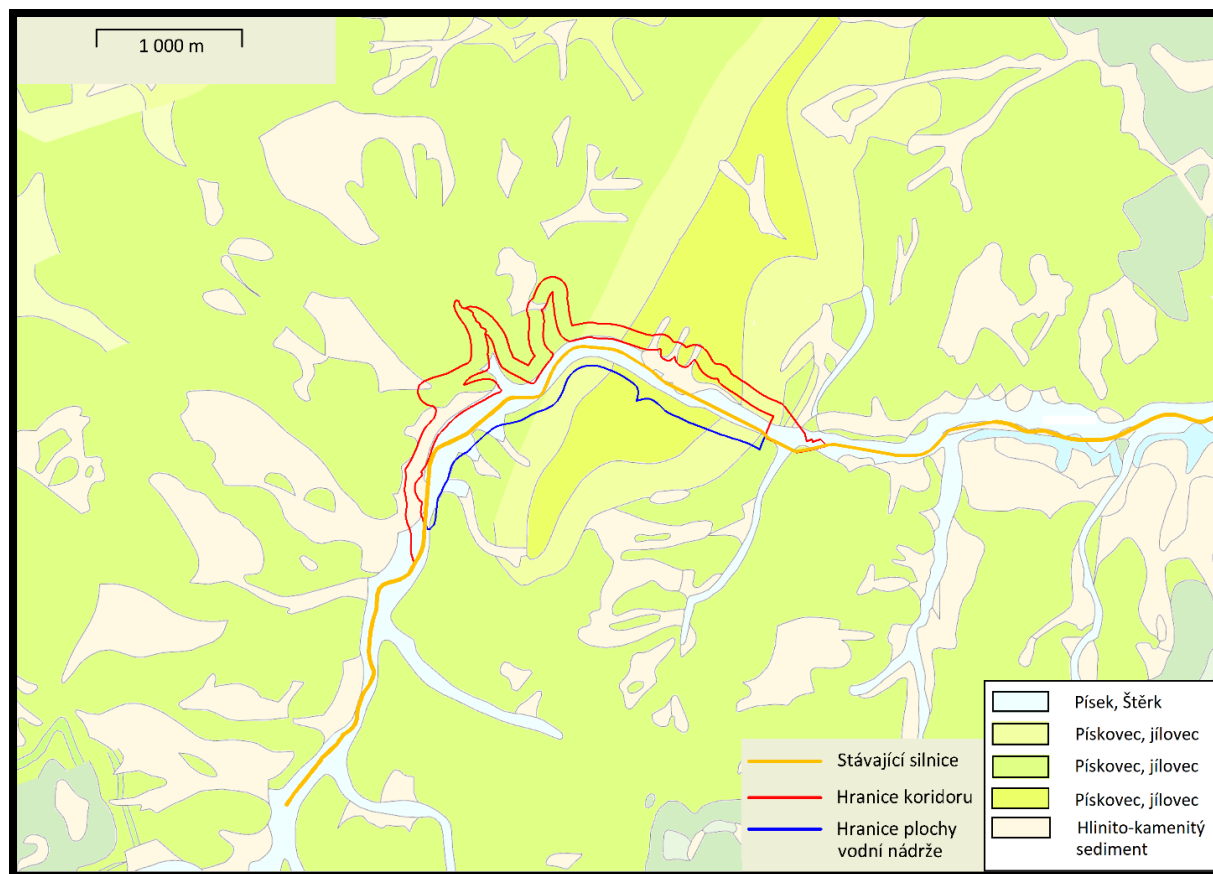 1 000 m
Písek, Štěrk
Pískovec, jílovec
Pískovec, jílovec
Pískovec, jílovec
Hlinito-kamenitý
sediment
Stávající silnice
Hranice koridoru
Hranice plochy
vodní nádrže